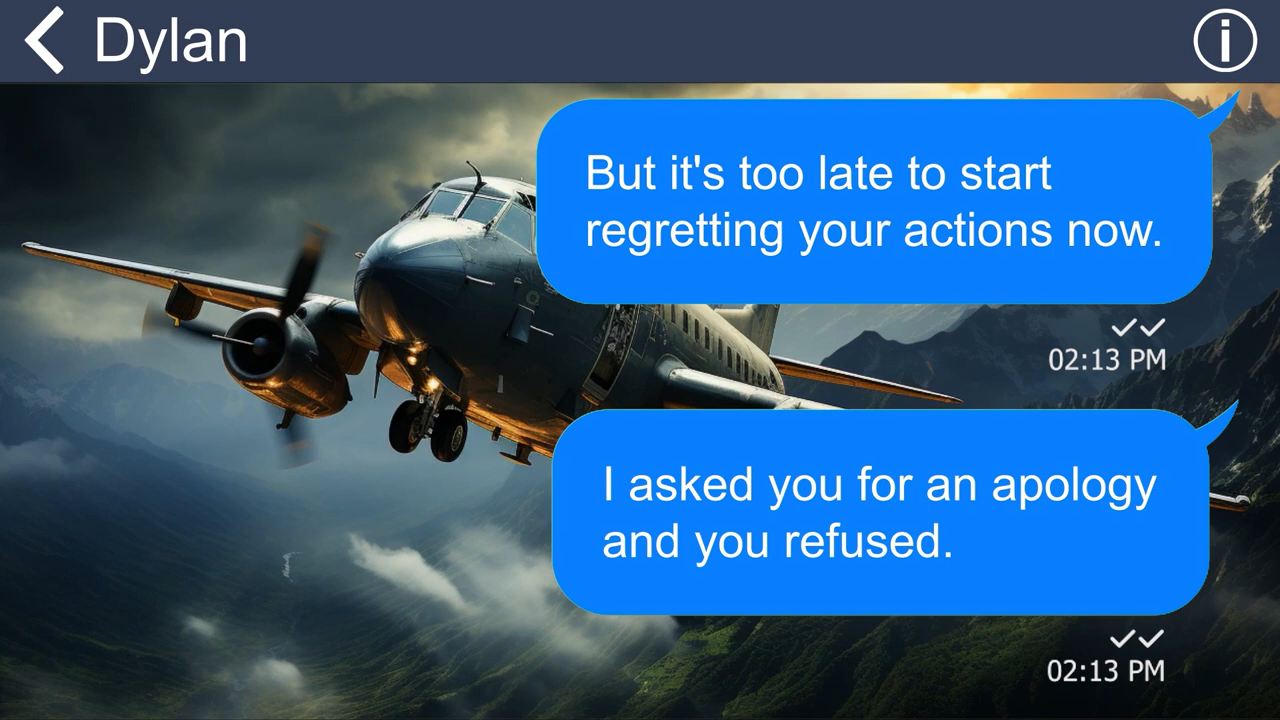 Dylan
But it's too late to start
regretting your actions now.
02:13 PM
I asked you for an apology
and you refused.
02:13 PM